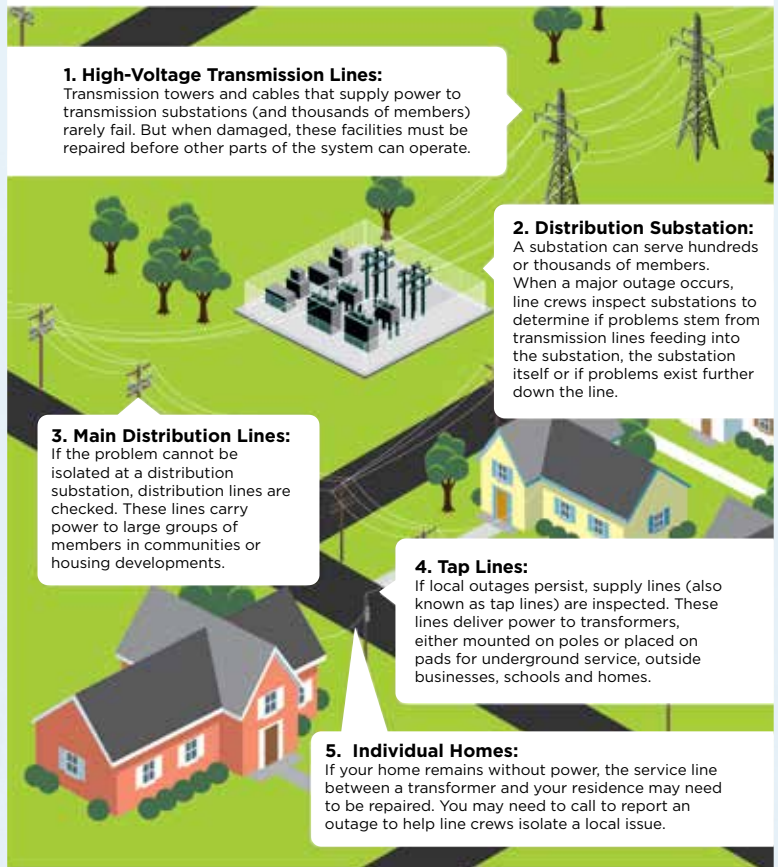 1. High-Voltage Transmission Lines:
Transmission towers and cables that supply power to
transmission substations (and thousands of members)
rarely fail. But when damaged, these facilities must be
repaired before other parts of the system can operate.
2. Distribution Substation:
A substation can serve hundreds
or thousands of members.
When a major outage occurs,
line crews inspect substations to
determine if problems stem from
transmission lines feeding into
the substation, the substation
itself or if problems exist further
down the line.
3. Main Distribution Lines:
If the problem cannot be
isolated at a distribution
substation, distribution lines are
checked. These lines carry
power to large groups of
members in communities or
housing developments.
4. Tap Lines:
If local outages persist, supply lines (also
known as tap lines) are inspected. These
lines deliver power to transformers,
either mounted on poles or placed on
pads for underground service, outside
businesses, schools and homes.
5. Individual Homes:
If your home remains without power, the service line
between a transformer and your residence may need
to be repaired. You may need to call to report an
outage to help line crews isolate a local issue.